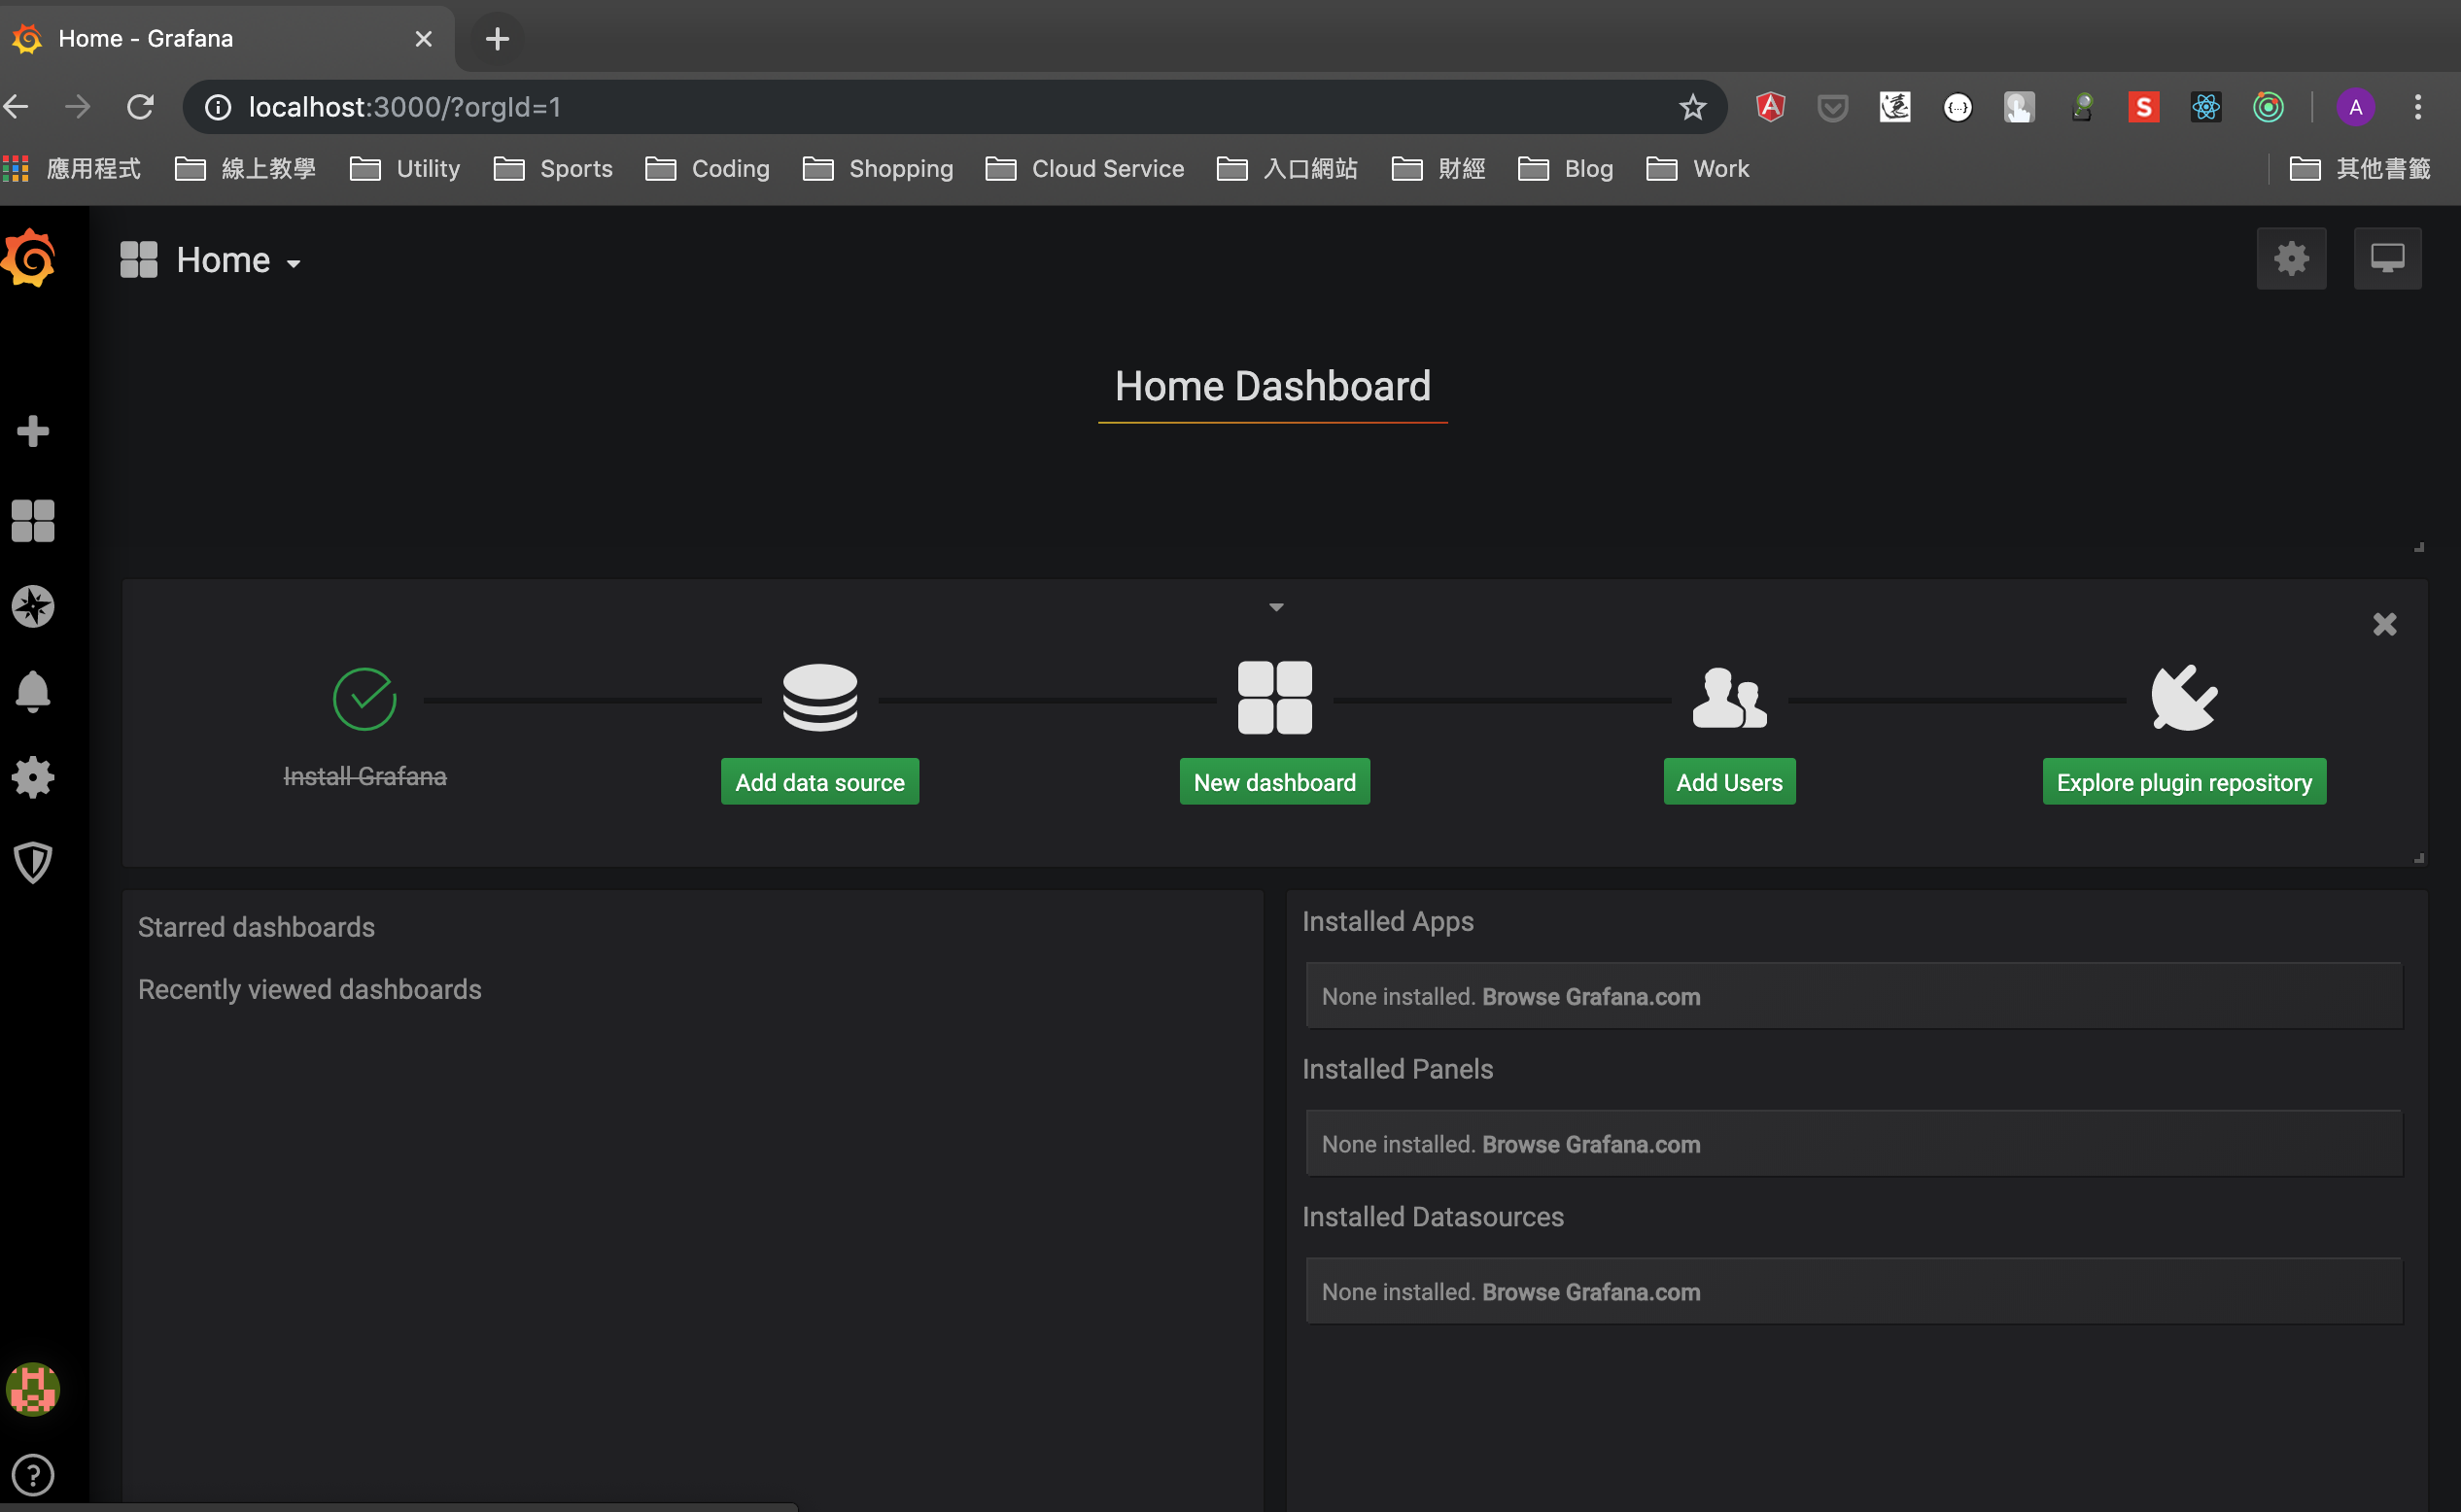 Home - Grafana
localhost:3000/?orgId=1
A
應用程式 線上教學 Utility Sports Coding Shopping Cloud Service 入口網站 財經 Blog Work 其他書籤
Home
Home Dashboard
Install Grafana
Add data source
New dashboard
Add Users
Explore plugin repository
Starred dashboards
Recently viewed dashboards
Installed Apps
None installed. Browse Grafana.com
Installed Panels
None installed. Browse Grafana.com
Installed Datasources
None installed. Browse Grafana.com